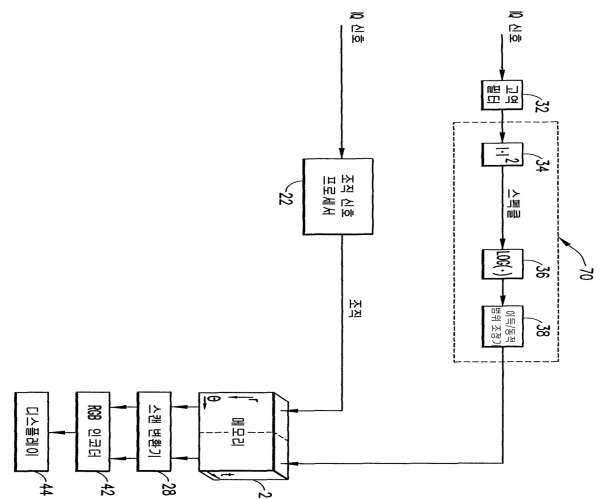 IQ 신호
고역
필터
32
|·|²
34
스페클
LOG(·)
36
이득/동적
범위 조정기
38
70
IQ 신호
조직 신호
프로세서
22
조직
메모리
r
θ
t
2
스캔 변환기
28
RGB 인코더
42
디스플레이
44